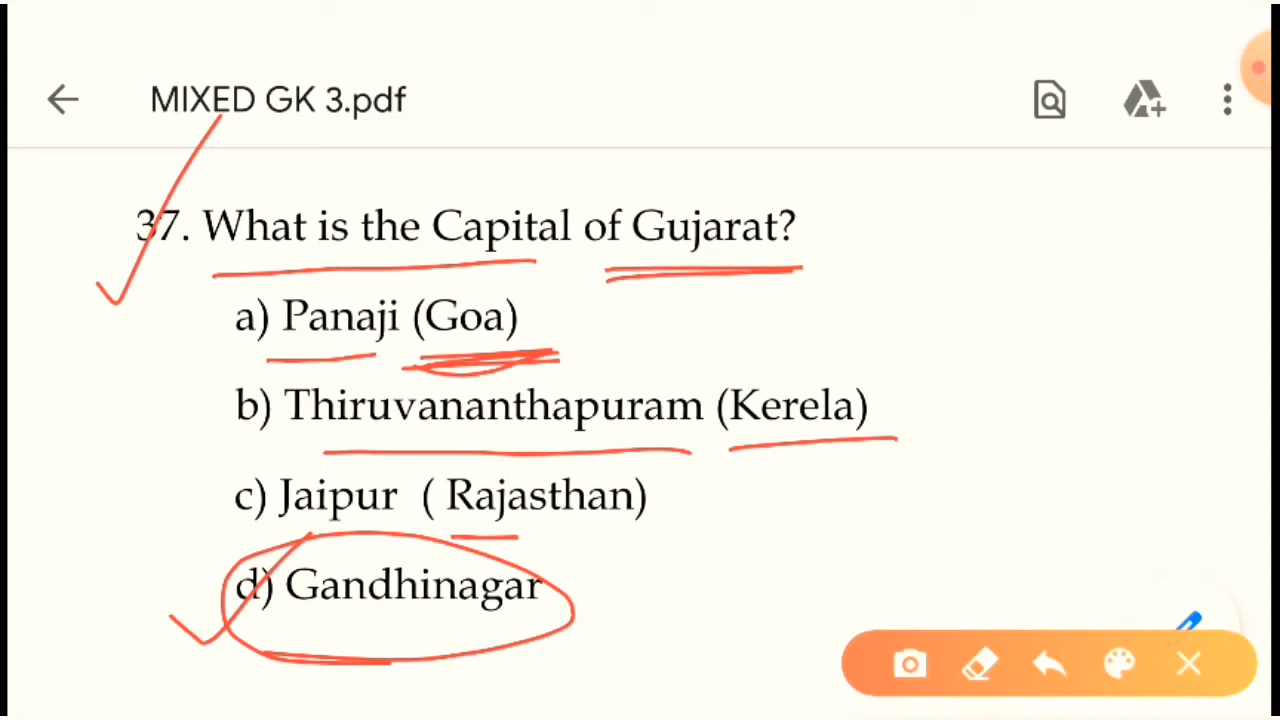 MIXED GK 3.pdf
37. What is the Capital of Gujarat?
a) Panaji (Goa)
b) Thiruvananthapuram (Kerela)
c) Jaipur ( Rajasthan)
d) Gandhinagar